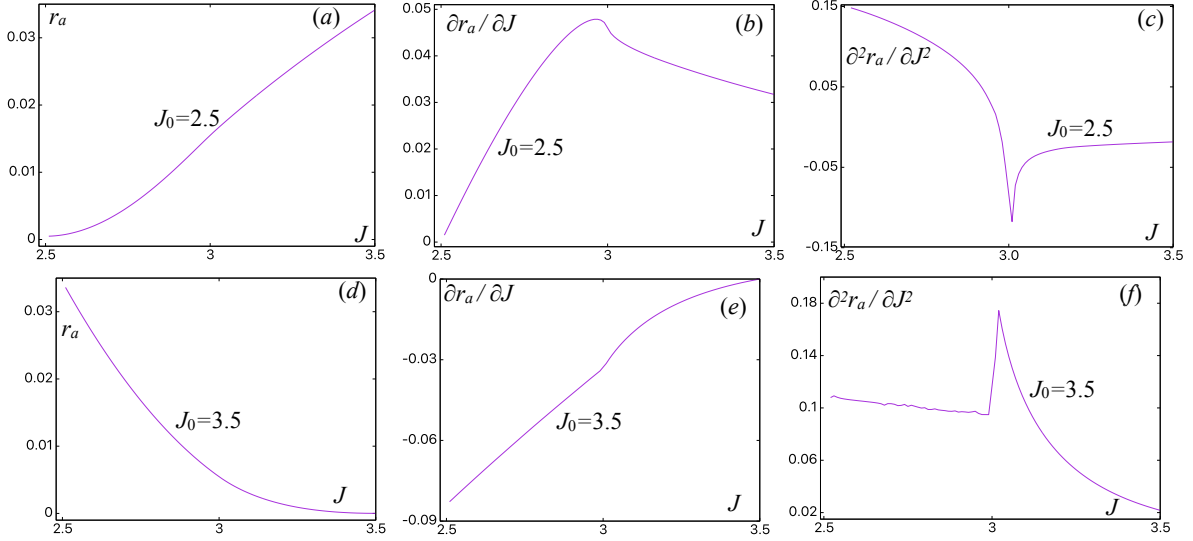 r_a
(a)
0.03
0.02
0.01
0
J_0=2.5
J
2.5
3
3.5
∂r_a / ∂J
(b)
0.05
0.04
0.03
0.02
0.01
0
J_0=2.5
J
2.5
3
3.5
(c)
0.15
∂²r_a / ∂J²
0.05
-0.05
-0.15
J_0=2.5
J
2.5
3.0
3.5
(d)
0.03
r_a
0.02
0.01
0
J_0=3.5
J
2.5
3
3.5
0
∂r_a / ∂J
(e)
-0.03
-0.06
-0.09
J_0=3.5
J
2.5
3
3.5
∂²r_a / ∂J²
(f)
0.18
0.14
0.1
0.06
0.02
J_0=3.5
J
2.5
3
3.5